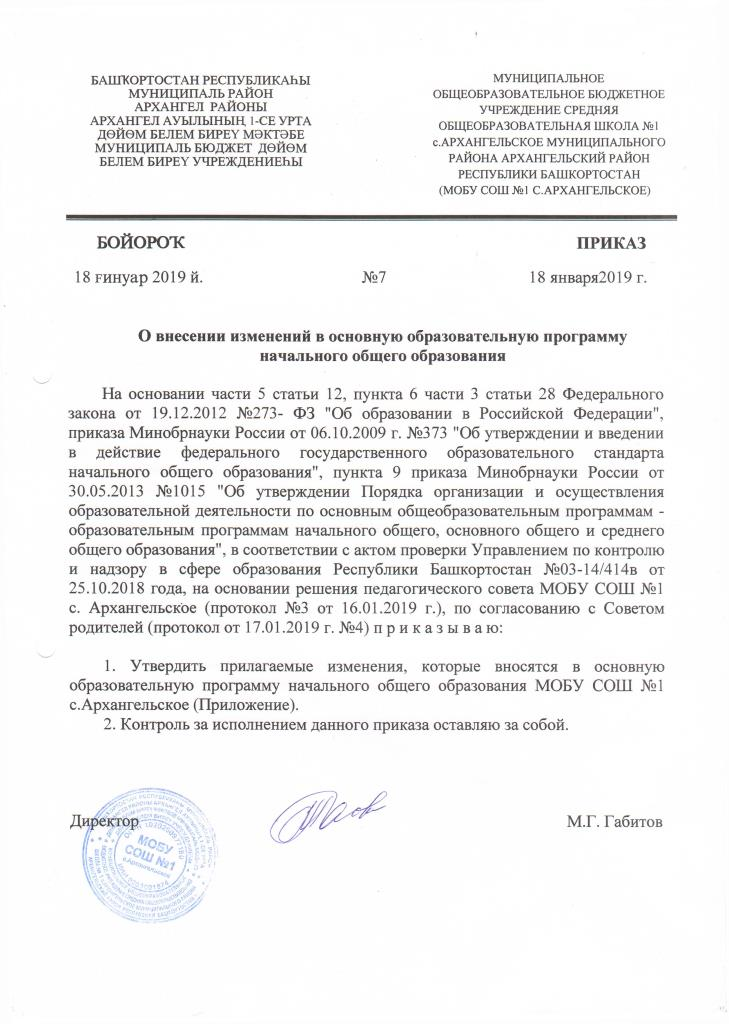 БАШҠОРТОСТАН РЕСПУБЛИКАҺЫ
МУНИЦИПАЛЬ РАЙОН
АРХАНГЕЛ РАЙОНЫ
АРХАНГЕЛ АУЫЛЫНЫҢ 1-СЕ УРТА
ДӨЙӨМ БЕЛЕМ БИРЕҮ МӘКТӘБЕ
МУНИЦИПАЛЬ БЮДЖЕТ ДӨЙӨМ
БЕЛЕМ БИРЕҮ УЧРЕЖДЕНИЕҺЫ
МУНИЦИПАЛЬНОЕ
ОБЩЕОБРАЗОВАТЕЛЬНОЕ БЮДЖЕТНОЕ
УЧРЕЖДЕНИЕ СРЕДНЯЯ
ОБЩЕОБРАЗОВАТЕЛЬНАЯ ШКОЛА №1
с.АРХАНГЕЛЬСКОЕ МУНИЦИПАЛЬНОГО
РАЙОНА АРХАНГЕЛЬСКИЙ РАЙОН
РЕСПУБЛИКИ БАШКОРТОСТАН
(МОБУ СОШ №1 С.АРХАНГЕЛЬСКОЕ)
БОЙОРОҠ ПРИКАЗ
18 ғинуар 2019 й. №7 18 января2019 г.
О внесении изменений в основную образовательную программу
начального общего образования
На основании части 5 статьи 12, пункта 6 части 3 статьи 28 Федерального
закона от 19.12.2012 №273- ФЗ "Об образовании в Российской Федерации",
приказа Минобрнауки России от 06.10.2009 г. №373 "Об утверждении и введении
в действие федерального государственного образовательного стандарта
начального общего образования", пункта 9 приказа Минобрнауки России от
30.05.2013 №1015 "Об утверждении Порядка организации и осуществления
образовательной деятельности по основным общеобразовательным программам -
образовательным программам начального общего, основного общего и среднего
общего образования", в соответствии с актом проверки Управлением по контролю
и надзору в сфере образования Республики Башкортостан №03-14/414в от
25.10.2018 года, на основании решения педагогического совета МОБУ СОШ №1
с. Архангельское (протокол №3 от 16.01.2019 г.), по согласованию с Советом
родителей (протокол от 17.01.2019 г. №4) п р и к а з ы в а ю:
1. Утвердить прилагаемые изменения, которые вносятся в основную
образовательную программу начального общего образования МОБУ СОШ №1
с.Архангельское (Приложение).
2. Контроль за исполнением данного приказа оставляю за собой.
Директор М.Г. Габитов
МОБУ
СОШ №1
с.Архангельское